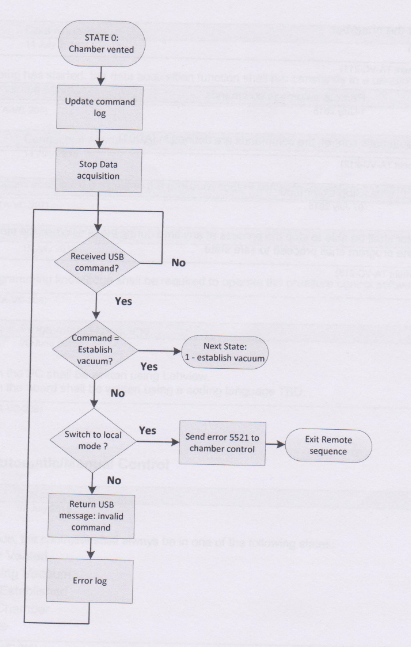 STATE 0:
Chamber vented
Update command
log
Stop Data
acquisition
Received USB
command?
No
Yes
Command =
Establish
vacuum?
Yes
Next State:
1 - establish vacuum
No
Switch to local
mode ?
Yes
Send error 5521 to
chamber control
Exit Remote
sequence
No
Return USB
message: invalid
command
Error log